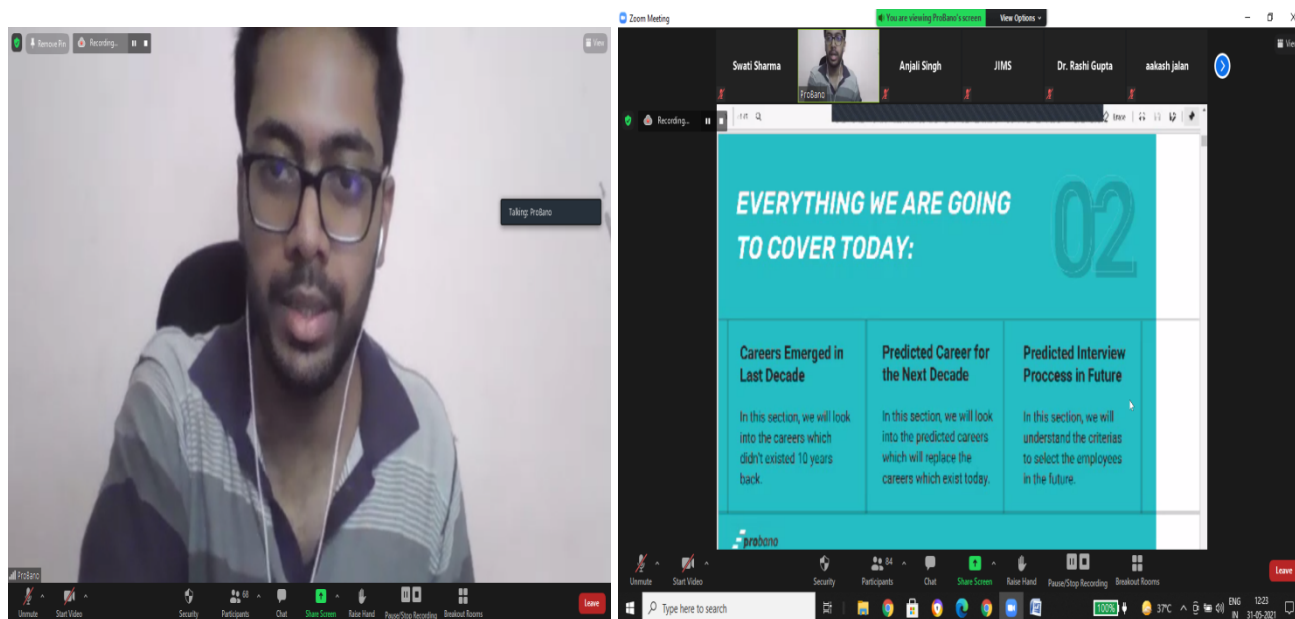 Remove Pin
Recording...
View
Talking: ProBano
ProBano
Unmute
Start Video
Security
68
Participants
Chat
Share Screen
Raise Hand
Pause/Stop Recording
Breakout Rooms
Leave
Zoom Meeting
You are viewing ProBano's screen
View Options
Swati Sharma
ProBano
Anjali Singh
JIMS
Dr. Rashi Gupta
aakash jalan
View
Recording...
Erase
EVERYTHING WE ARE GOING
TO COVER TODAY:
02
Careers Emerged in
Last Decade
In this section, we will look
into the careers which
didn't existed 10 years
back.
Predicted Career for
the Next Decade
In this section, we will look
into the predicted careers
which will replace the
careers which exist today.
Predicted Interview
Proccess in Future
In this section, we will
understand the criterias
to select the employees
in the future.
probano
Unmute
Start Video
Security
84
Participants
Chat
Share Screen
Raise Hand
Pause/Stop Recording
Breakout Rooms
Leave
Type here to search
100%
37°C
ENG
IN
12:23
31-05-2021